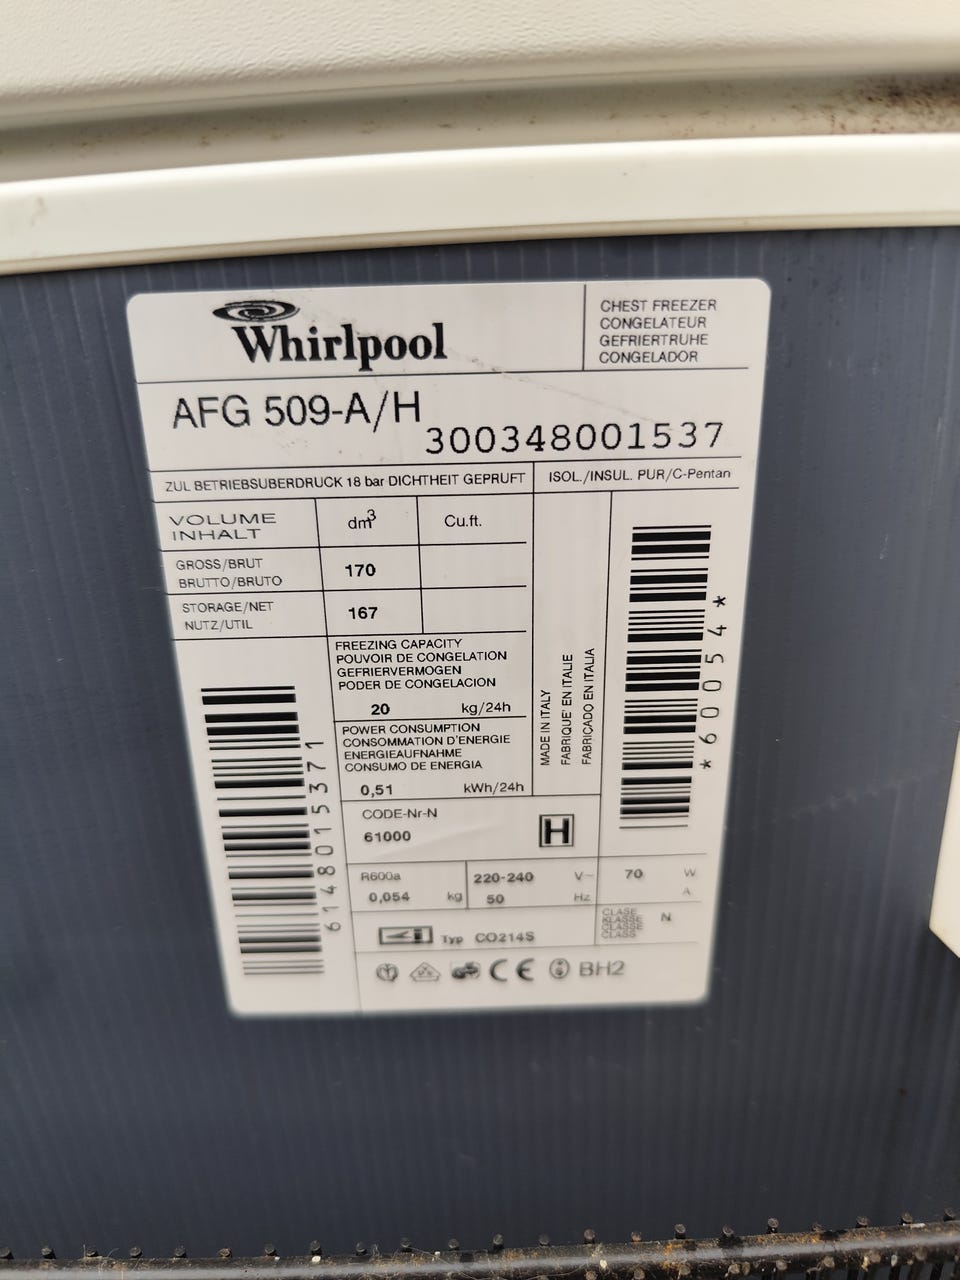 Whirlpool
CHEST FREEZER
CONGELATEUR
GEFRIERTRUHE
CONGELADOR
AFG 509-A/H
300348001537
ZUL BETRIEBSUBERDRUCK 18 bar DICHTHEIT GEPRUFT
ISOL./INSUL. PUR/C-Pentan
VOLUME
INHALT
dm3
Cu.ft.
GROSS/BRUT
BRUTTO/BRUTO
170
STORAGE/NET
NUTZ/UTIL
167
FREEZING CAPACITY
POUVOIR DE CONGELATION
GEFRIERVERMOGEN
PODER DE CONGELACION
20 kg/24h
POWER CONSUMPTION
CONSOMMATION D'ENERGIE
ENERGIEAUFNAHME
CONSUMO DE ENERGIA
0,51 kWh/24h
MADE IN ITALY
FABRIQUE' EN ITALIE
FABRICADO EN ITALIA
*60054*
6148015371
CODE-Nr-N
61000
H
R600a
0,054 kg
220-240 V~
50 Hz
70 W
A
Typ CO214S
CLASE
KLASSE
CLASSE
CLASS
N
CE
BH2